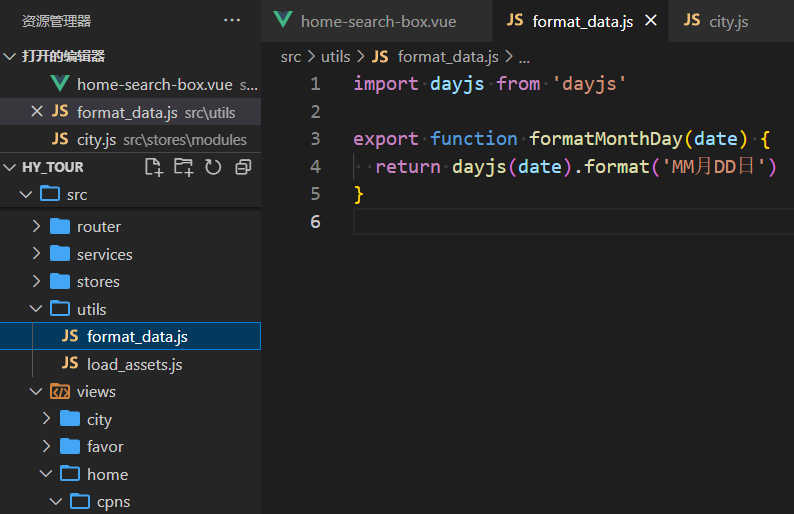 资源管理器
...
打开的编辑器
home-search-box.vue s...
JS format_data.js src\utils
JS city.js src\stores\modules
HY_TOUR
src
router
services
stores
utils
JS format_data.js
JS load_assets.js
views
city
favor
home
cpns
home-search-box.vue JS format_data.js JS city.js
src > utils > JS format_data.js > ...
1 import dayjs from 'dayjs'
2
3 export function formatMonthDay(date) {
4 return dayjs(date).format('MM月DD日')
5 }
6